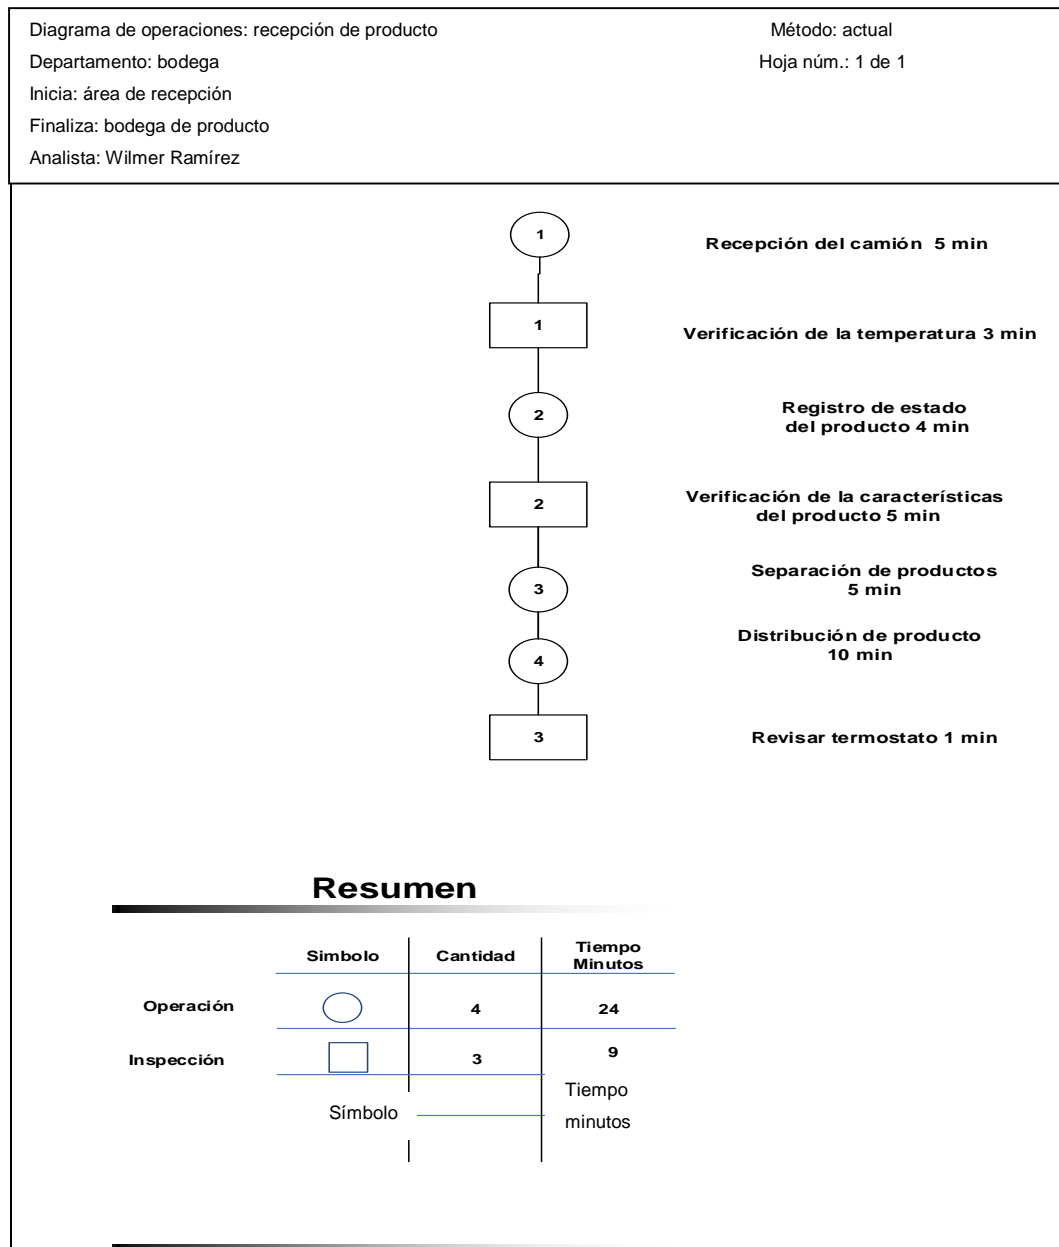 Diagrama de operaciones: recepción de producto
Método: actual
Departamento: bodega
Hoja núm.: 1 de 1
Inicia: área de recepción
Finaliza: bodega de producto
Analista: Wilmer Ramírez
1
Recepción del camión 5 min
1
Verificación de la temperatura 3 min
2
Registro de estado
del producto 4 min
2
Verificación de la características
del producto 5 min
3
Separación de productos
5 min
4
Distribución de producto
10 min
3
Revisar termostato 1 min
Resumen
Simbolo
Cantidad
Tiempo
Minutos
Operación
4
24
Inspección
3
9
Símbolo
Tiempo
minutos